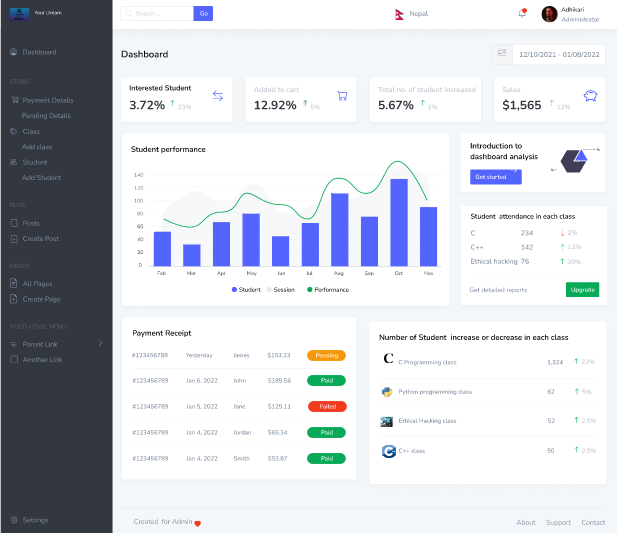 Your Dream
Search...
Go
Nepal
Adhikari
Administrator
Dashboard
STORE
Payment Details
Pending Details
Class
Add class
Student
Add Student
BLOG
Posts
Create Post
PAGES
All Pages
Create Page
MULTI-LEVEL MENU
Parent Link
Another Link
Settings
Dashboard
12/10/2021 - 01/08/2022
Interested Student
3.72% ↑ 23%
Added to cart
12.92% ↑ 5%
Total no. of student increased
5.67% ↑ 2%
Sales
$1,565 ↑ 12%
Student performance
140
120
100
80
60
40
20
0
Feb Mar Apr May Jun Jul Aug Sep Oct Nov
Student Session Performance
Introduction to
dashboard analysis
Get started
Student attendance in each class
C 234 ↓ 2%
C++ 142 ↑ 12%
Ethical hacking 76 ↑ 35%
Get detailed reports Upgrade
Payment Receipt
#123456789 Yesterday James $153.23 Pending
#123456789 Jan 6, 2022 John $185.56 Paid
#123456789 Jan 5, 2022 Jane $125.11 Failed
#123456789 Jan 4, 2022 Jordan $65.34 Paid
#123456789 Jan 4, 2022 Smith $53.87 Paid
Number of Student increase or decrease in each class
C C Programming class 1,324 ↑ 23%
Python programming class 62 ↑ 5%
Ethical Hacking class 52 ↑ 2.5%
C++ class 50 ↑ 2.5%
Created for Admin
About Support Contact